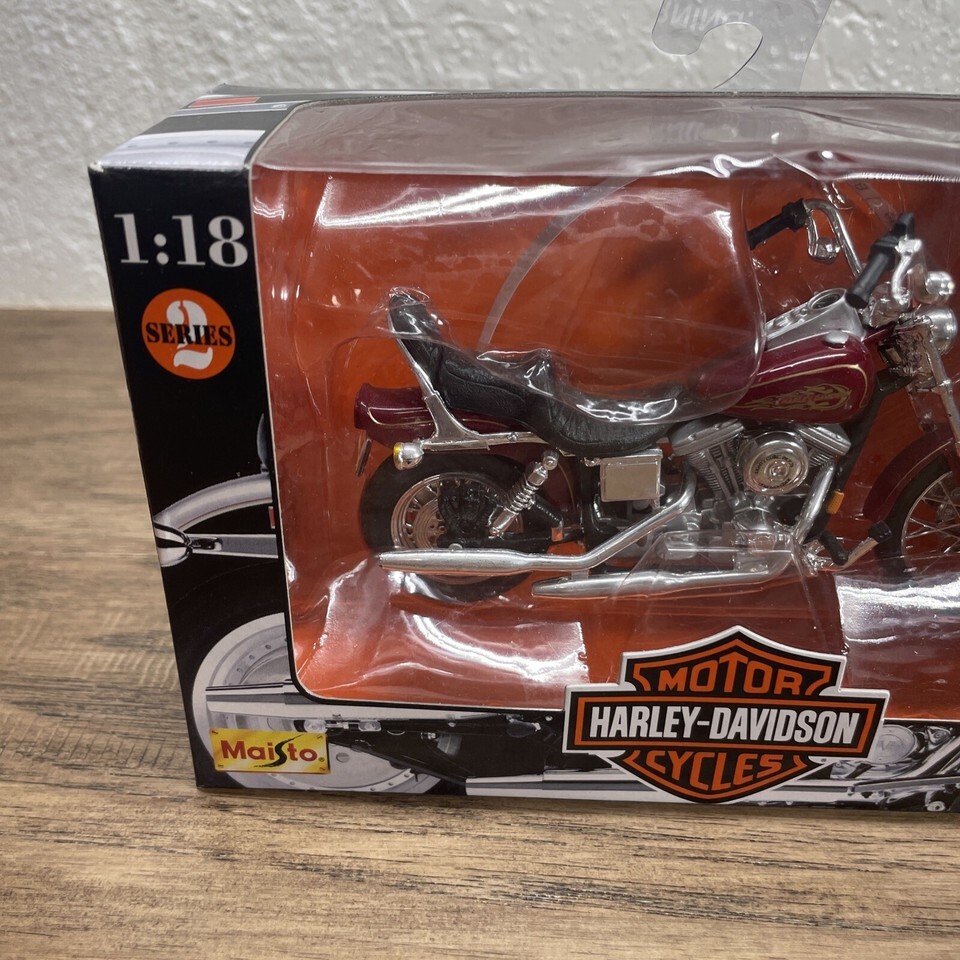 1:18
2
SERIES
MOTOR
HARLEY-DAVIDSON
CYCLES
Maisto